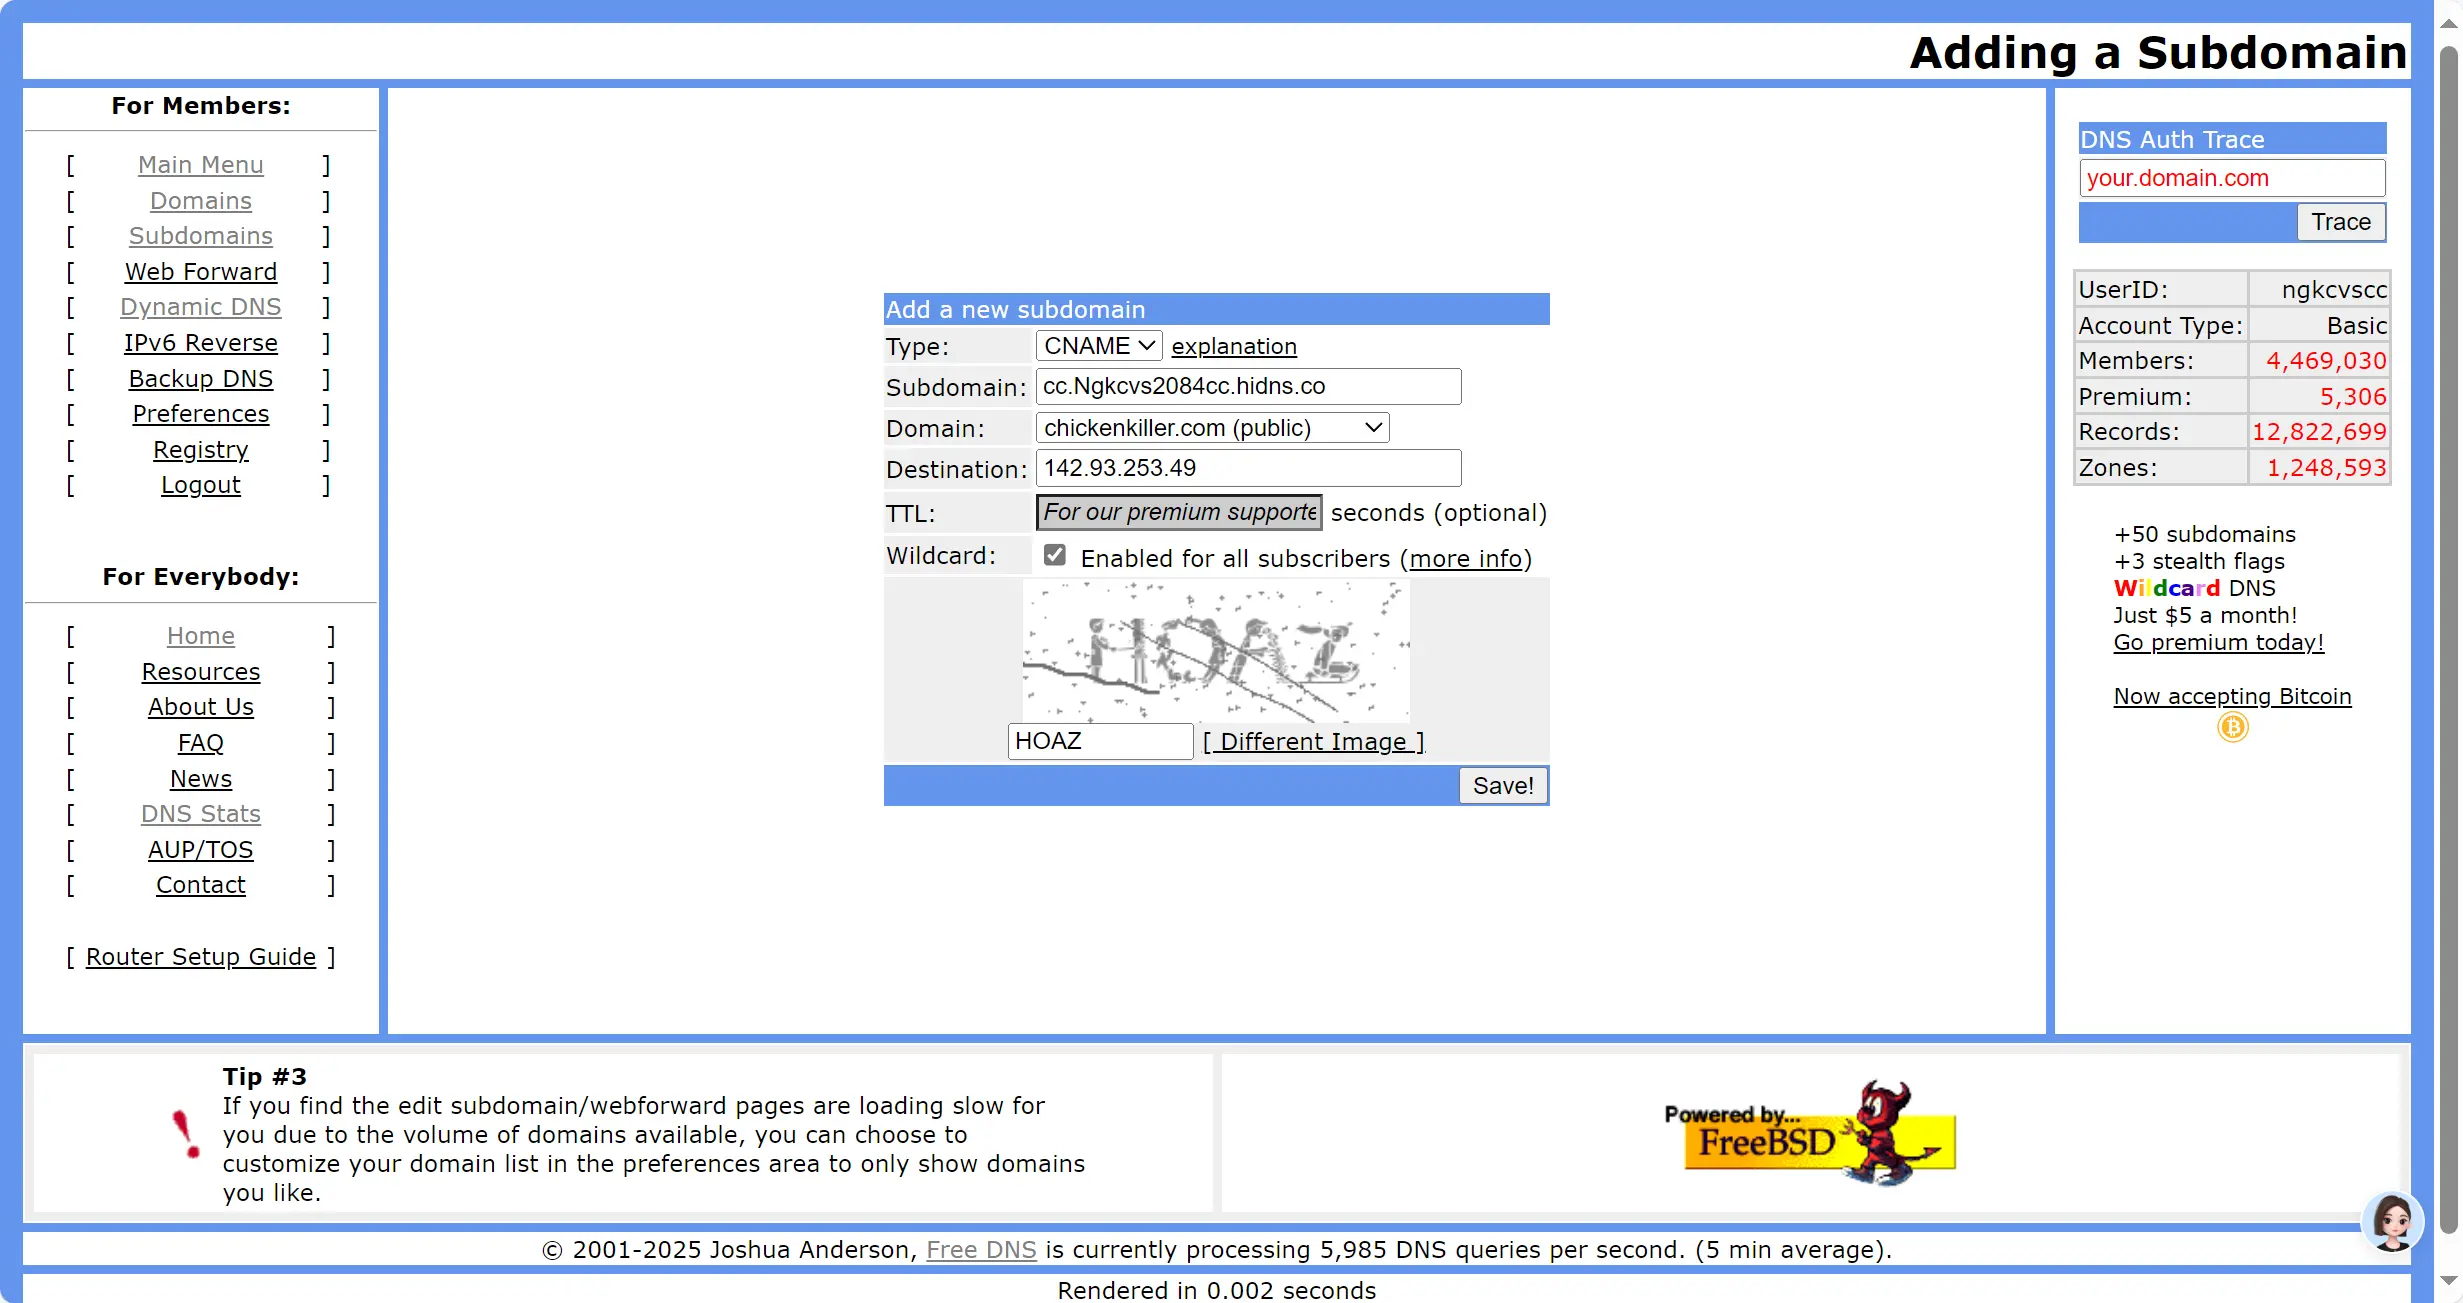 Adding a Subdomain
For Members:
[ Main Menu ]
[ Domains ]
[ Subdomains ]
[ Web Forward ]
[ Dynamic DNS ]
[ IPv6 Reverse ]
[ Backup DNS ]
[ Preferences ]
[ Registry ]
[ Logout ]
For Everybody:
[ Home ]
[ Resources ]
[ About Us ]
[ FAQ ]
[ News ]
[ DNS Stats ]
[ AUP/TOS ]
[ Contact ]
[ Router Setup Guide ]
Add a new subdomain
Type: CNAME explanation
Subdomain: cc.Ngkcvs2084cc.hidns.co
Domain: chickenkiller.com (public)
Destination: 142.93.253.49
TTL: For our premium supporte seconds (optional)
Wildcard: Enabled for all subscribers (more info)
HOAZ
HOAZ [ Different Image ]
Save!
DNS Auth Trace
your.domain.com
Trace
UserID: ngkcvscc
Account Type: Basic
Members: 4,469,030
Premium: 5,306
Records: 12,822,699
Zones: 1,248,593
+50 subdomains
+3 stealth flags
Wildcard DNS
Just $5 a month!
Go premium today!
Now accepting Bitcoin
Tip #3
If you find the edit subdomain/webforward pages are loading slow for
you due to the volume of domains available, you can choose to
customize your domain list in the preferences area to only show domains
you like.
Powered by...
FreeBSD
© 2001-2025 Joshua Anderson, Free DNS is currently processing 5,985 DNS queries per second. (5 min average).
Rendered in 0.002 seconds